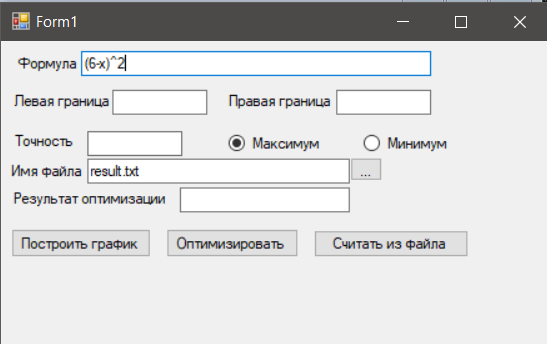 Form1
Формула (6-x)^2
Левая граница Правая граница
Точность Максимум Минимум
Имя файла result.txt ...
Результат оптимизации
Построить график Оптимизировать Считать из файла